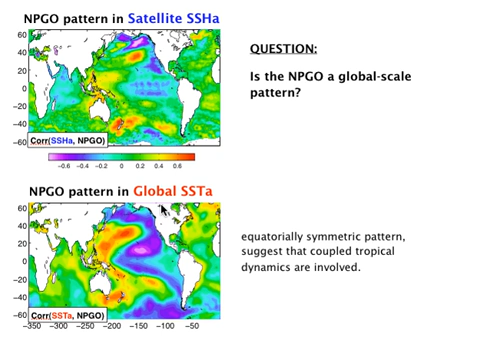 NPGO pattern in Satellite SSHa
60
40
20
0
−20
−40
−60
Corr(SSHa, NPGO)
−0.6 −0.4 −0.2 0 0.2 0.4 0.6
QUESTION:
Is the NPGO a global-scale
pattern?
NPGO pattern in Global SSTa
60
40
20
0
−20
−40
−60
Corr(SSTa, NPGO)
−350 −300 −250 −200 −150 −100 −50
equatorially symmetric pattern,
suggest that coupled tropical
dynamics are involved.